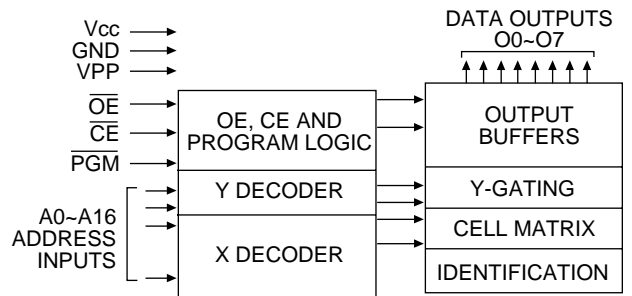 DATA OUTPUTS
O0~O7
Vcc
GND
VPP
OE
CE
PGM
OE, CE AND
PROGRAM LOGIC
OUTPUT
BUFFERS
Y DECODER
Y-GATING
A0~A16
ADDRESS
INPUTS
X DECODER
CELL MATRIX
IDENTIFICATION